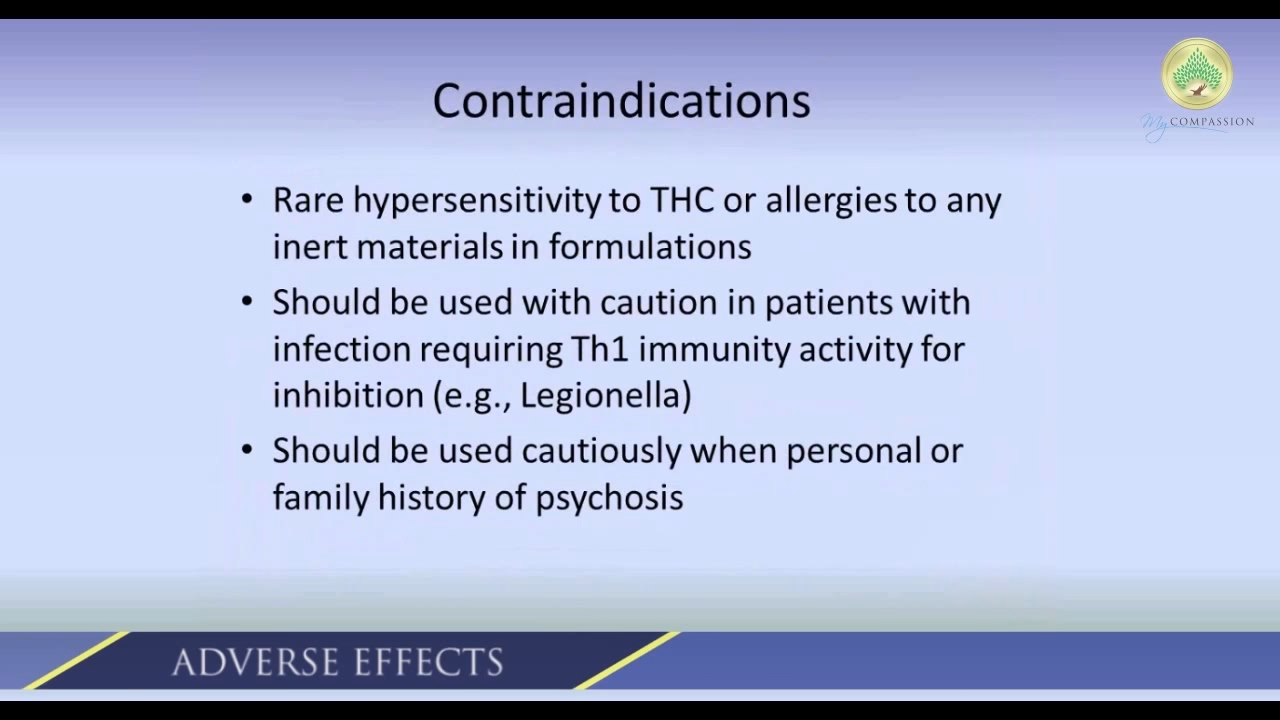 My COMPASSION
Contraindications
• Rare hypersensitivity to THC or allergies to any
inert materials in formulations
• Should be used with caution in patients with
infection requiring Th1 immunity activity for
inhibition (e.g., Legionella)
• Should be used cautiously when personal or
family history of psychosis
ADVERSE EFFECTS